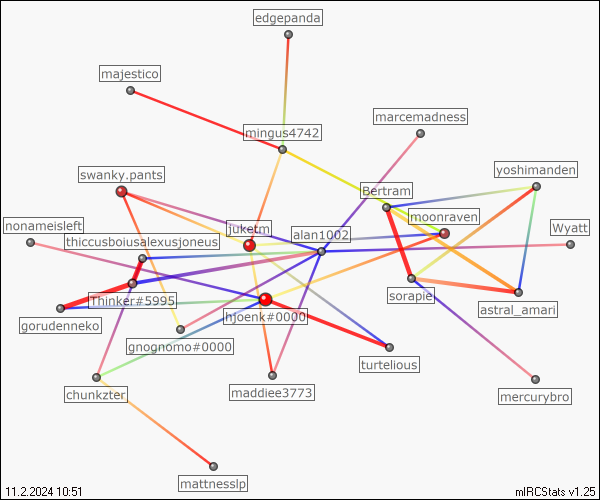 edgepanda
majestico
marcemadness
mingus4742
yoshimanden
swanky.pants
Bertram
moonraven
nonameisleft
juketm
alan1002
Wyatt
thiccusboiusalexusjoneus
Thinker#5995
sorapie
astral_amari
gorudenneko
hjoenk#0000
gnognomo#0000
turtelious
chunkzter
maddiee3773
mercurybro
mattnesslp
11.2.2024 10:51
mIRCStats v1.25